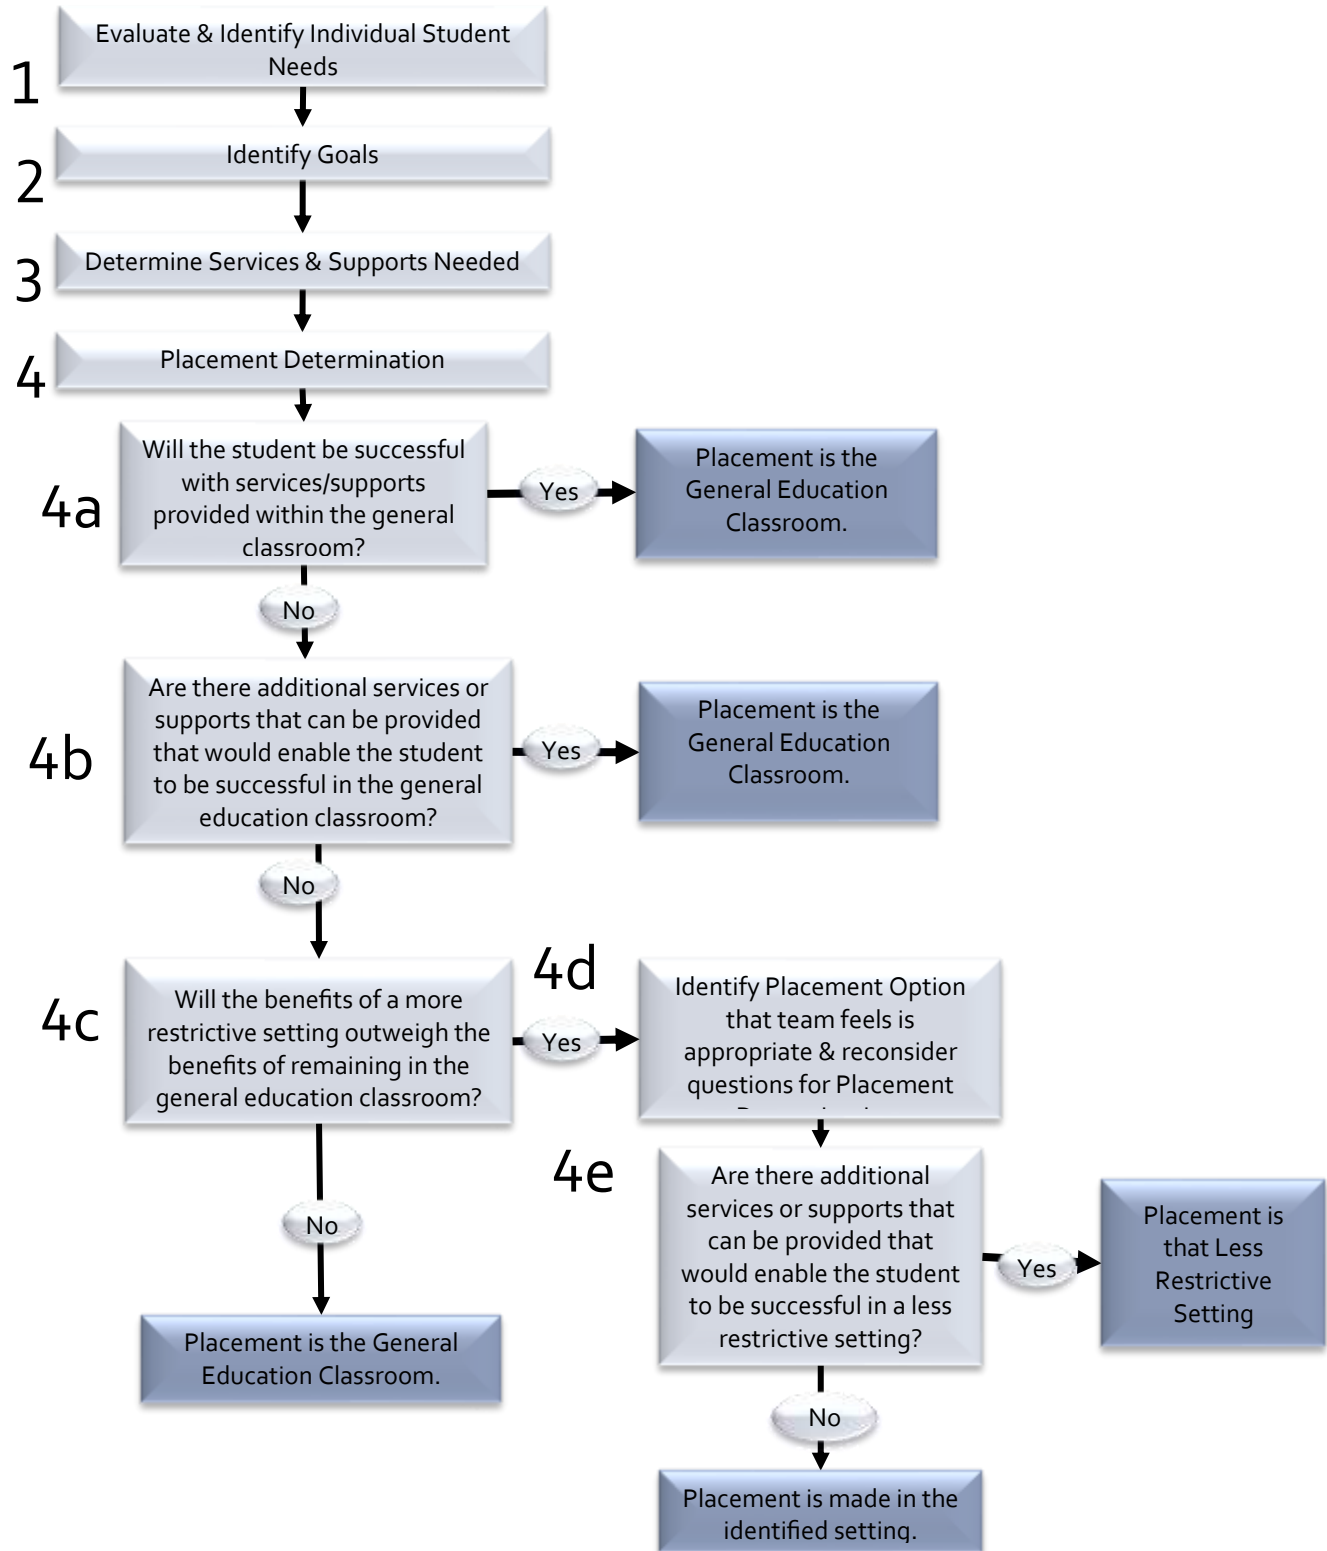 Evaluate & Identify Individual Student
Needs
1
Identify Goals
2
Determine Services & Supports Needed
3
Placement Determination
4
Will the student be successful
with services/supports
provided within the general
classroom?
4a
Yes
Placement is the
General Education
Classroom.
No
Are there additional services or
supports that can be provided
that would enable the student
to be successful in the general
education classroom?
4b
Yes
Placement is the
General Education
Classroom.
No
4c
Will the benefits of a more
restrictive setting outweigh the
benefits of remaining in the
general education classroom?
Yes
4d
Identify Placement Option
that team feels is
appropriate & reconsider
questions for Placement
4e
Are there additional
services or supports that
can be provided that
would enable the student
to be successful in a less
restrictive setting?
Yes
Placement is
that Less
Restrictive
Setting
No
Placement is the General
Education Classroom.
No
Placement is made in the
identified setting.